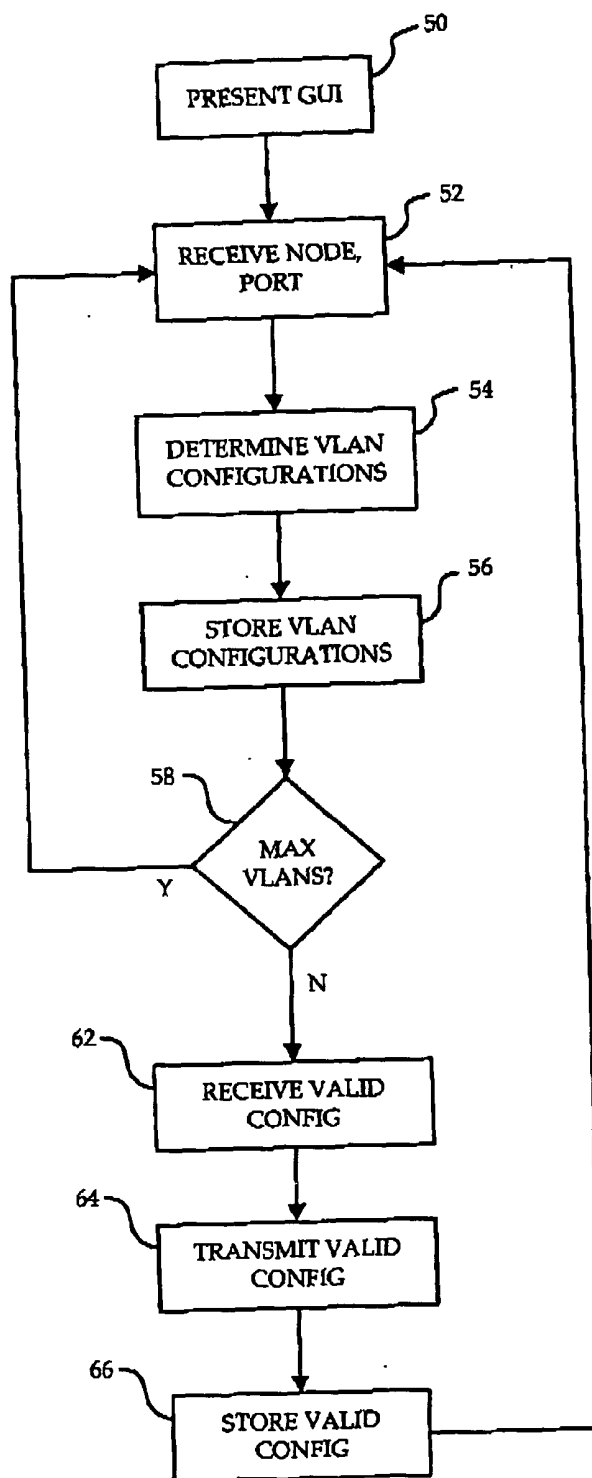 50
PRESENT GUI
52
RECEIVE NODE,
PORT
54
DETERMINE VLAN
CONFIGURATIONS
56
STORE VLAN
CONFIGURATIONS
58
MAX
VLANS?
Y
N
62
RECEIVE VALID
CONFIG
64
TRANSMIT VALID
CONFIG
66
STORE VALID
CONFIG